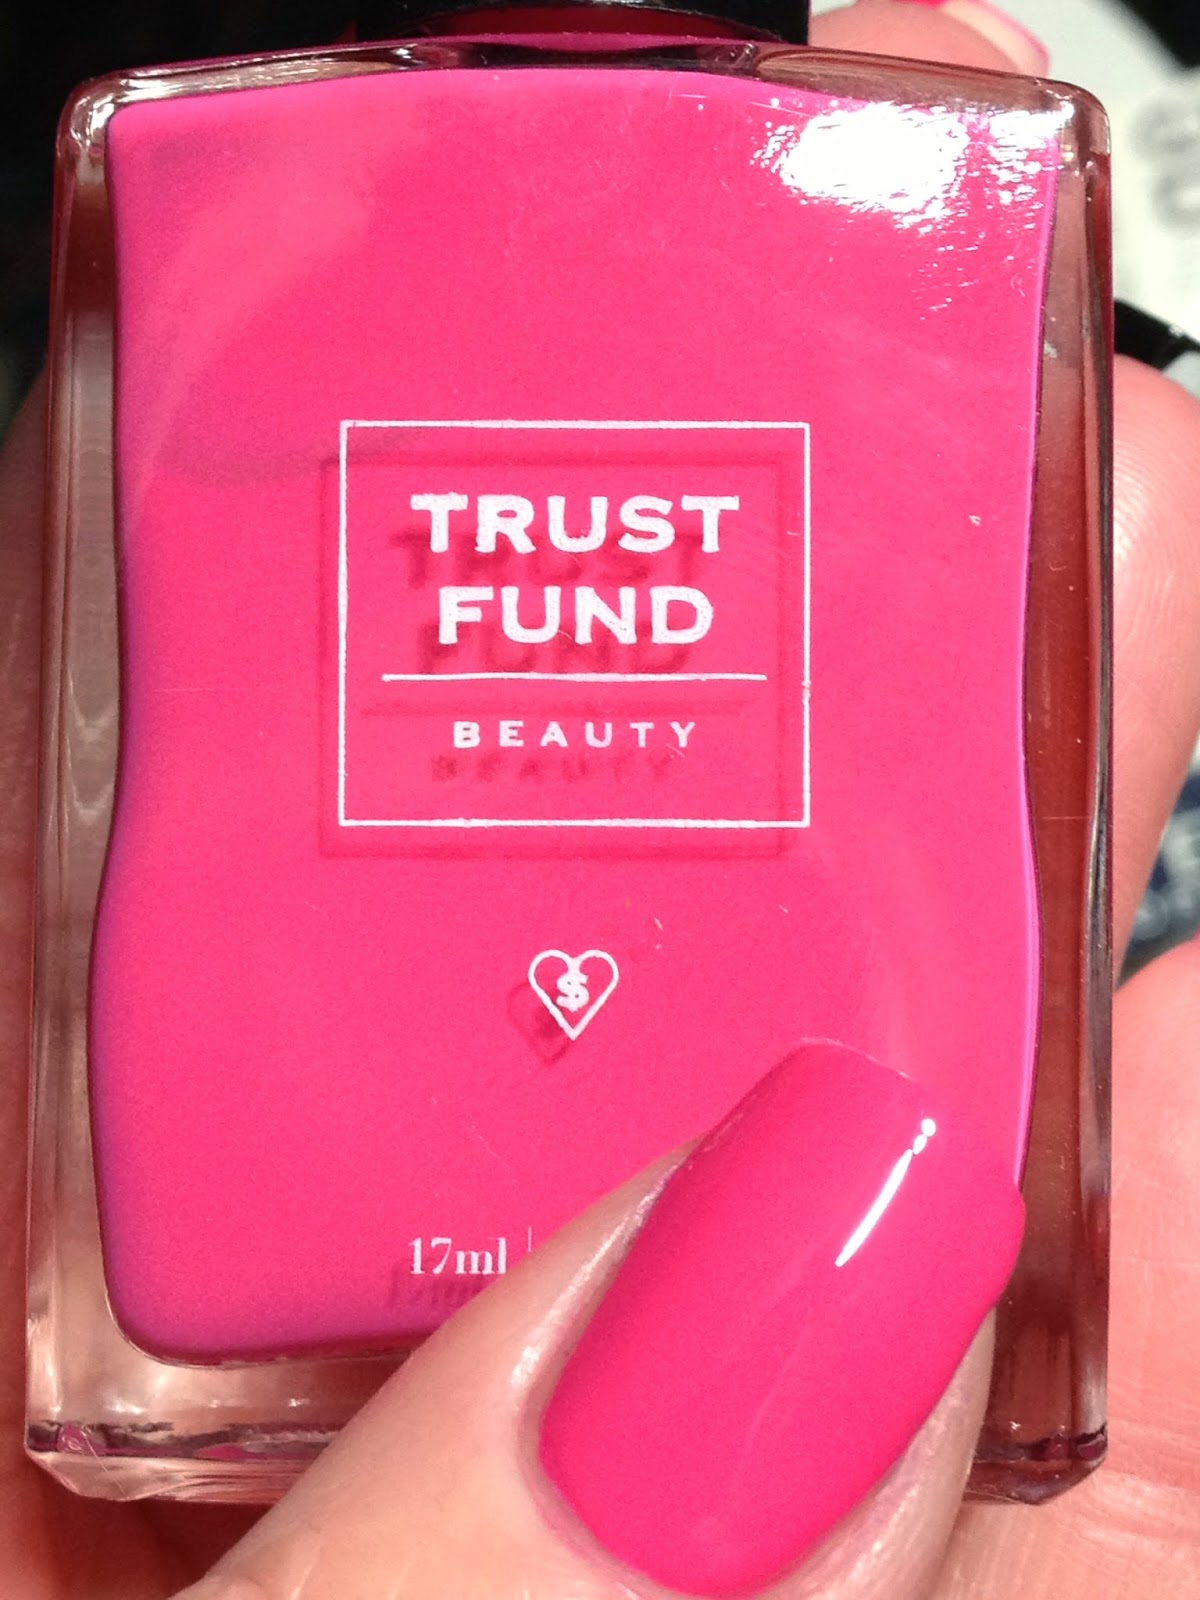 TRUST
FUND
BEAUTY
$
17ml |